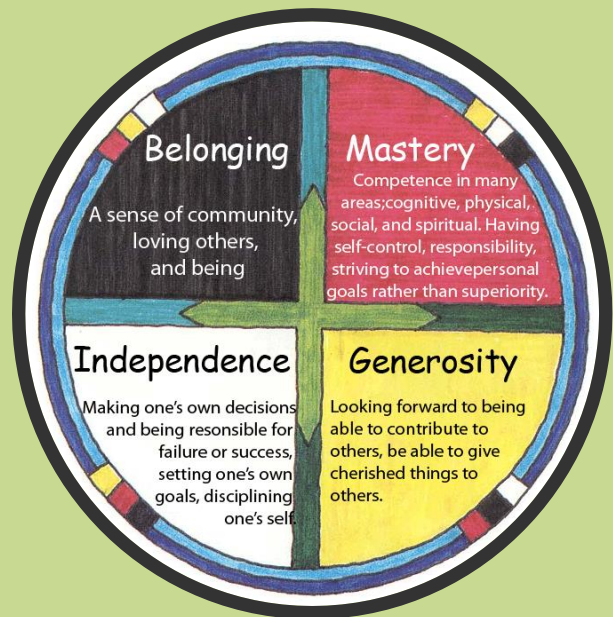 Belonging
A sense of community,
loving others,
and being
Mastery
Competence in many
areas;cognitive, physical,
social, and spiritual. Having
self-control, responsibility,
striving to achievepersonal
goals rather than superiority.
Independence
Making one's own decisions
and being resonsible for
failure or success,
setting one's own
goals, disciplining
one's self.
Generosity
Looking forward to being
able to contribute to
others, be able to give
cherished things to
others.